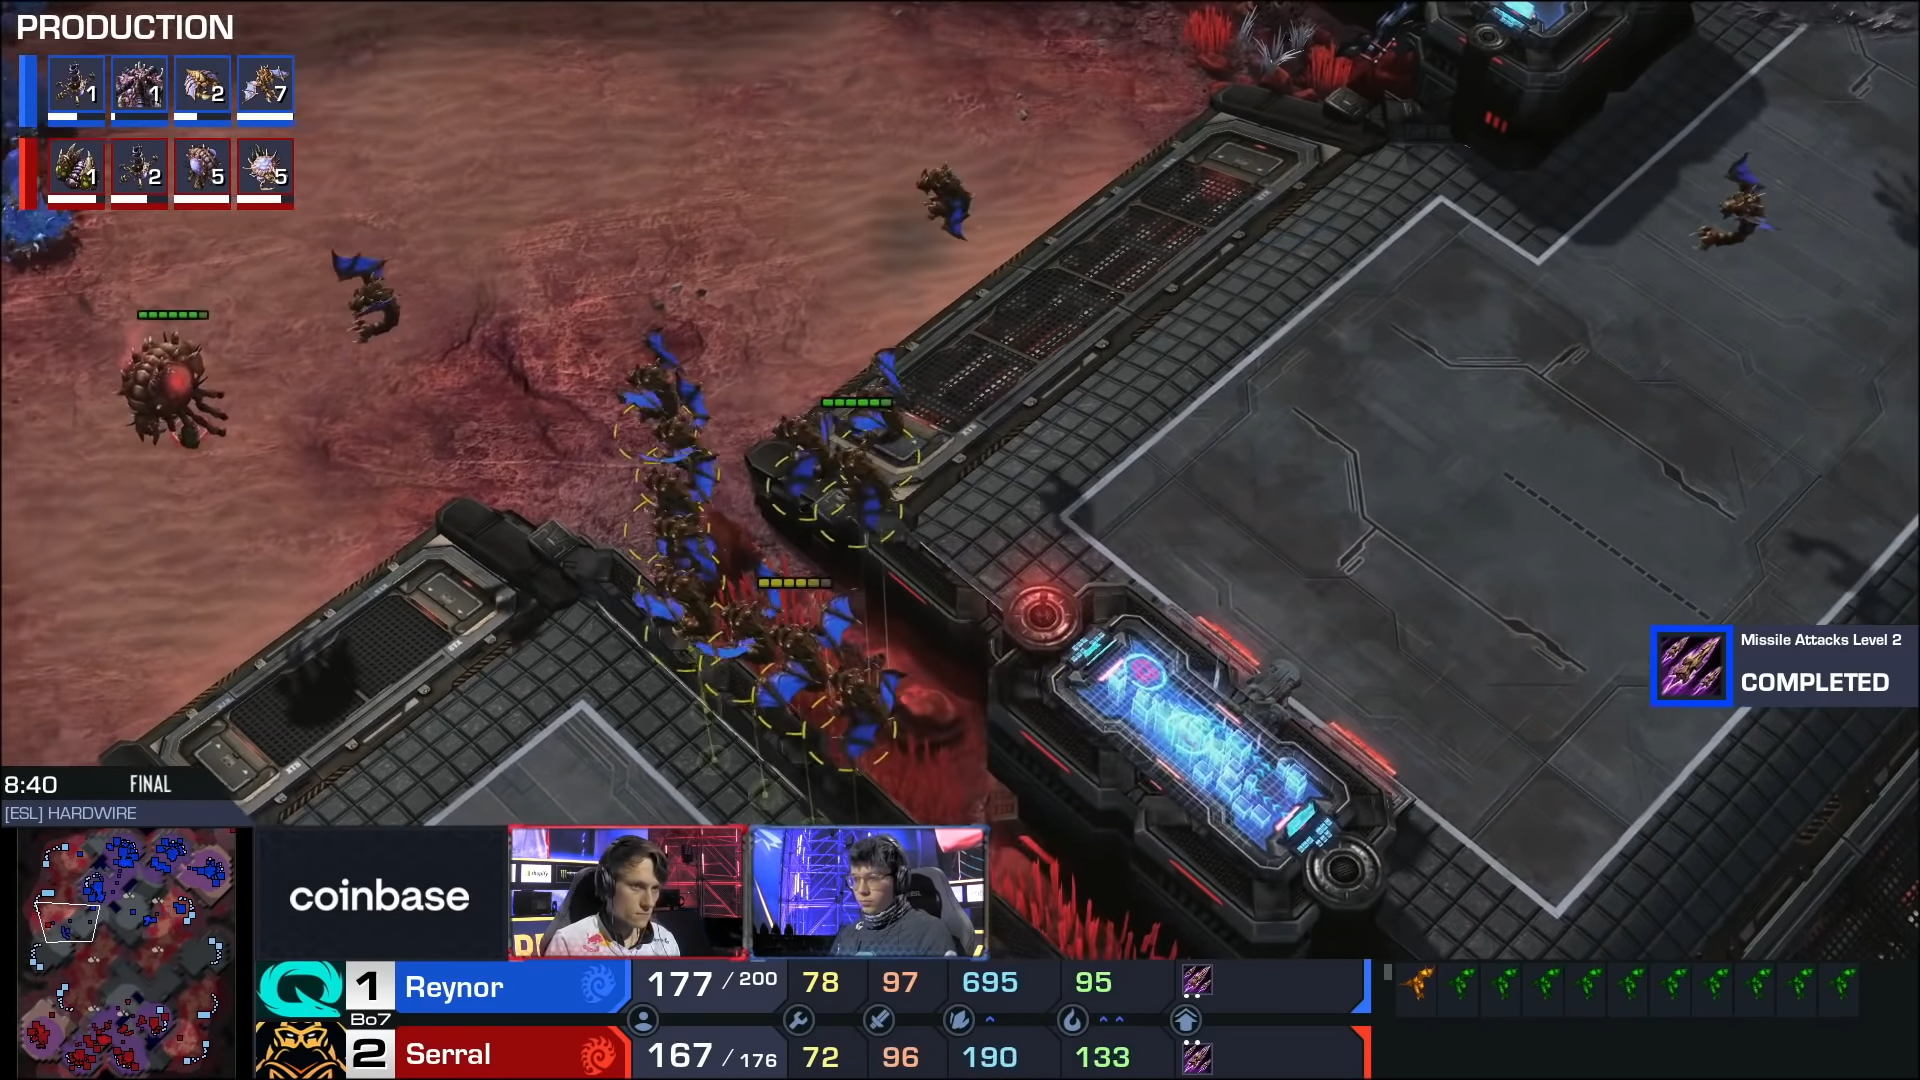 PRODUCTION
1 1 2 7
1 2 5 5
Missile Attacks Level 2
COMPLETED
8:40 FINAL
[ESL] HARDWIRE
coinbase
1 Reynor 177 / 200 78 97 695 95
Bo7
2 Serral 167 / 176 72 96 190 133